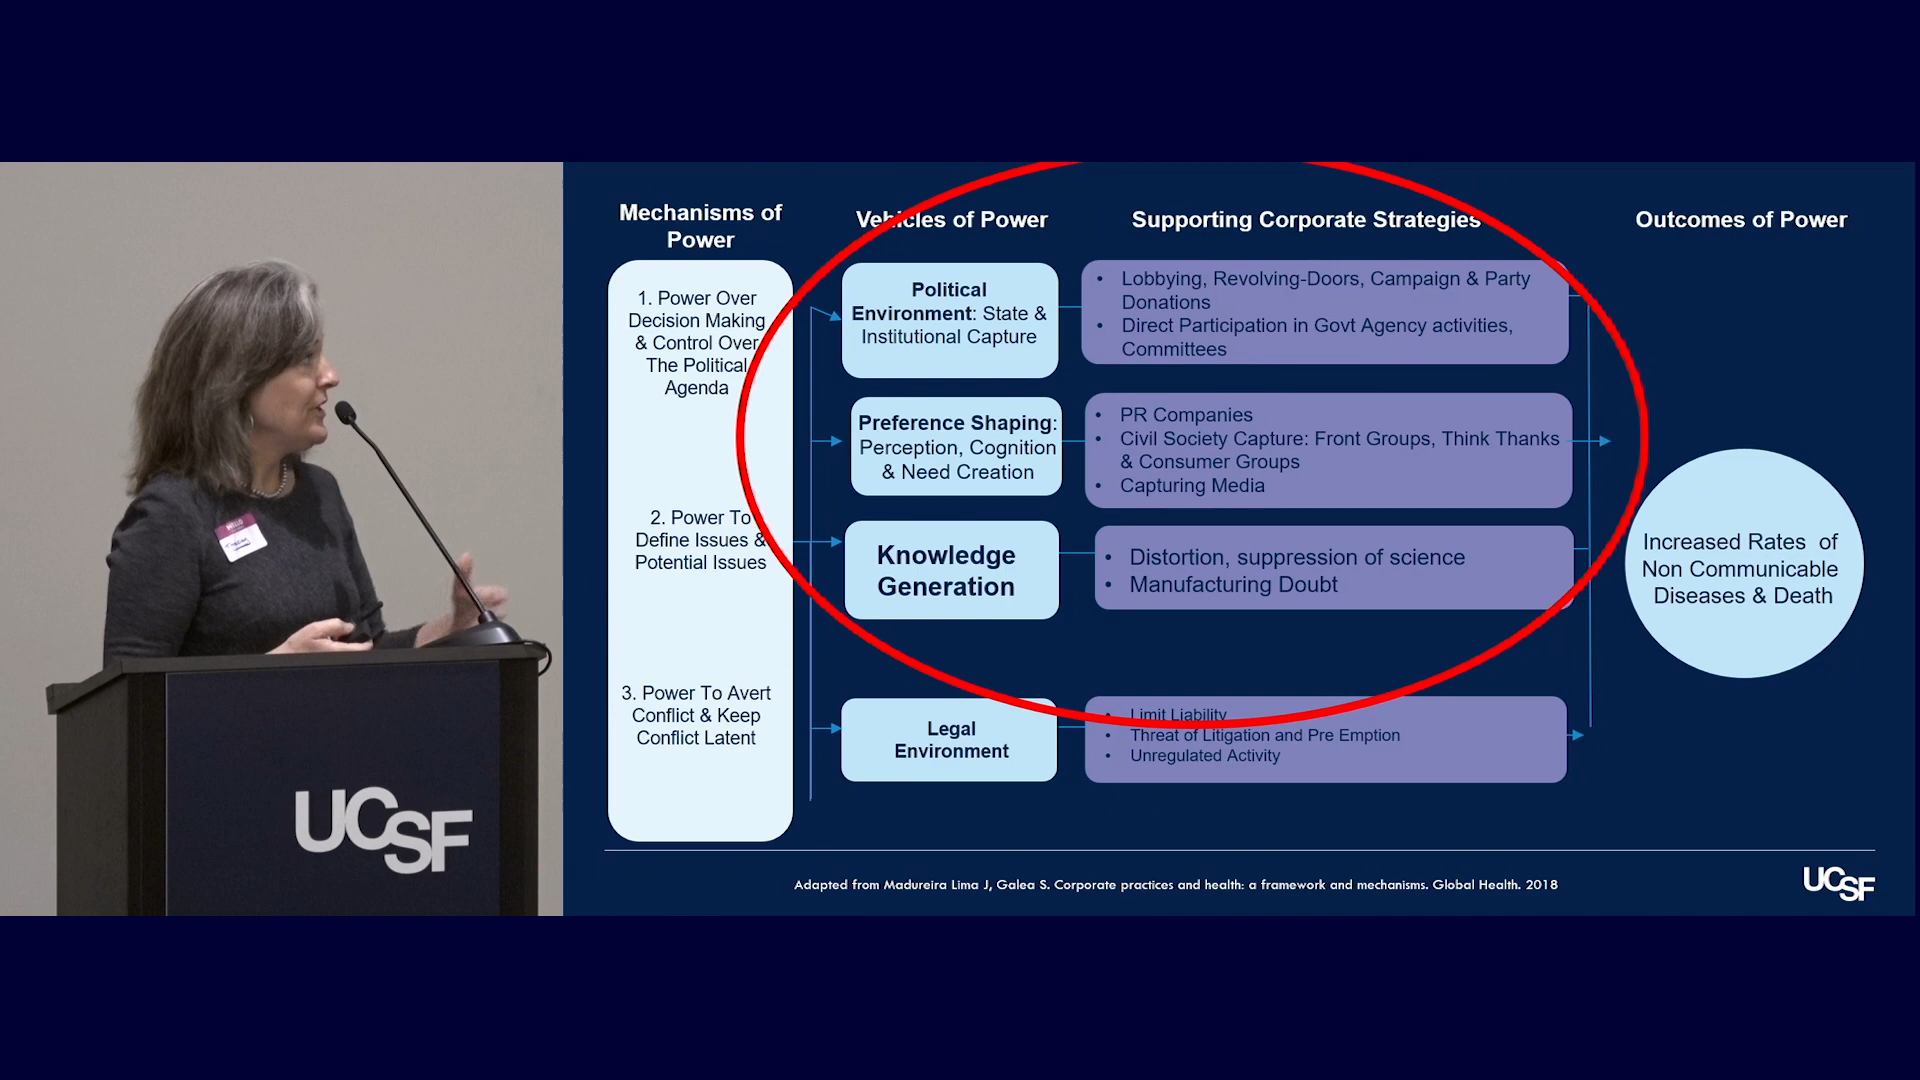 Mechanisms of
Power
Vehicles of Power
Supporting Corporate Strategies
Outcomes of Power
1. Power Over
Decision Making
& Control Over
The Political
Agenda
2. Power To
Define Issues &
Potential Issues
3. Power To Avert
Conflict & Keep
Conflict Latent
Political
Environment: State &
Institutional Capture
• Lobbying, Revolving-Doors, Campaign & Party
Donations
• Direct Participation in Govt Agency activities,
Committees
Preference Shaping:
Perception, Cognition
& Need Creation
• PR Companies
• Civil Society Capture: Front Groups, Think Thanks
& Consumer Groups
• Capturing Media
Knowledge
Generation
• Distortion, suppression of science
• Manufacturing Doubt
Legal
Environment
• Limit Liability
• Threat of Litigation and Pre Emption
• Unregulated Activity
Increased Rates of
Non Communicable
Diseases & Death
Adapted from Madureira Lima J, Galea S. Corporate practices and health: a framework and mechanisms. Global Health. 2018
UCSF
HELLO
UCSF